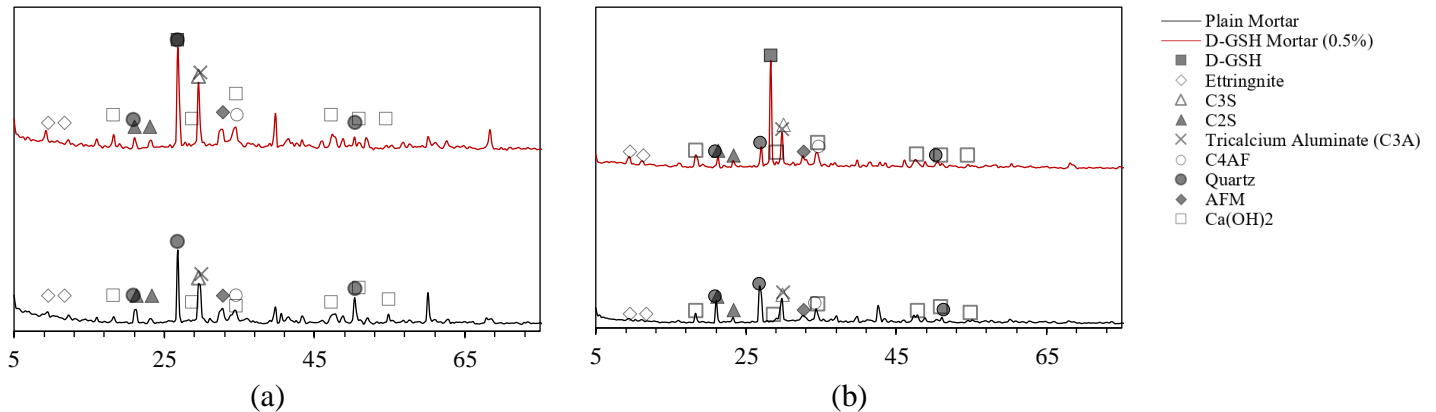 Plain Mortar
D-GSH Mortar (0.5%)
D-GSH
Ettringnite
C3S
C2S
Tricalcium Aluminate (C3A)
C4AF
Quartz
AFM
Ca(OH)2
5 25 45 65
5 25 45 65
(a)
(b)